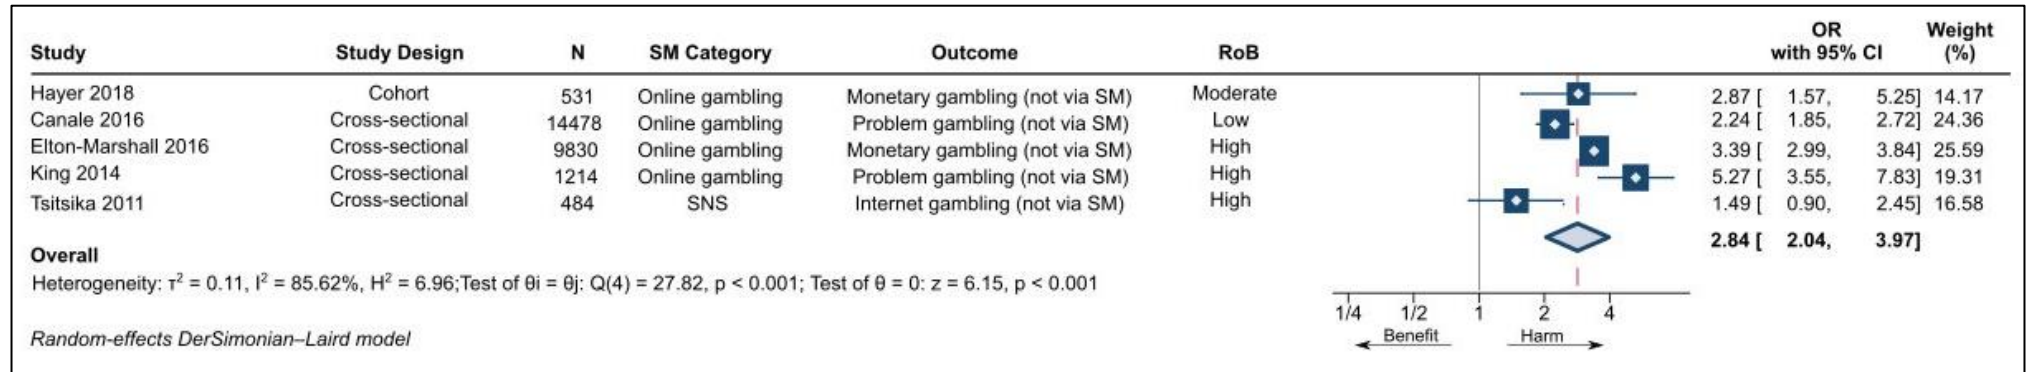 Study Study Design N SM Category Outcome RoB OR with 95% CI Weight (%)
Hayer 2018 Cohort 531 Online gambling Monetary gambling (not via SM) Moderate 2.87 [ 1.57, 5.25] 14.17
Canale 2016 Cross-sectional 14478 Online gambling Problem gambling (not via SM) Low 2.24 [ 1.85, 2.72] 24.36
Elton-Marshall 2016 Cross-sectional 9830 Online gambling Monetary gambling (not via SM) High 3.39 [ 2.99, 3.84] 25.59
King 2014 Cross-sectional 1214 Online gambling Problem gambling (not via SM) High 5.27 [ 3.55, 7.83] 19.31
Tsitsika 2011 Cross-sectional 484 SNS Internet gambling (not via SM) High 1.49 [ 0.90, 2.45] 16.58
Overall 2.84 [ 2.04, 3.97]
Heterogeneity: τ² = 0.11, I² = 85.62%, H² = 6.96;Test of θi = θj: Q(4) = 27.82, p < 0.001; Test of θ = 0: z = 6.15, p < 0.001
1/4 1/2 1 2 4
Benefit Harm
Random-effects DerSimonian–Laird model